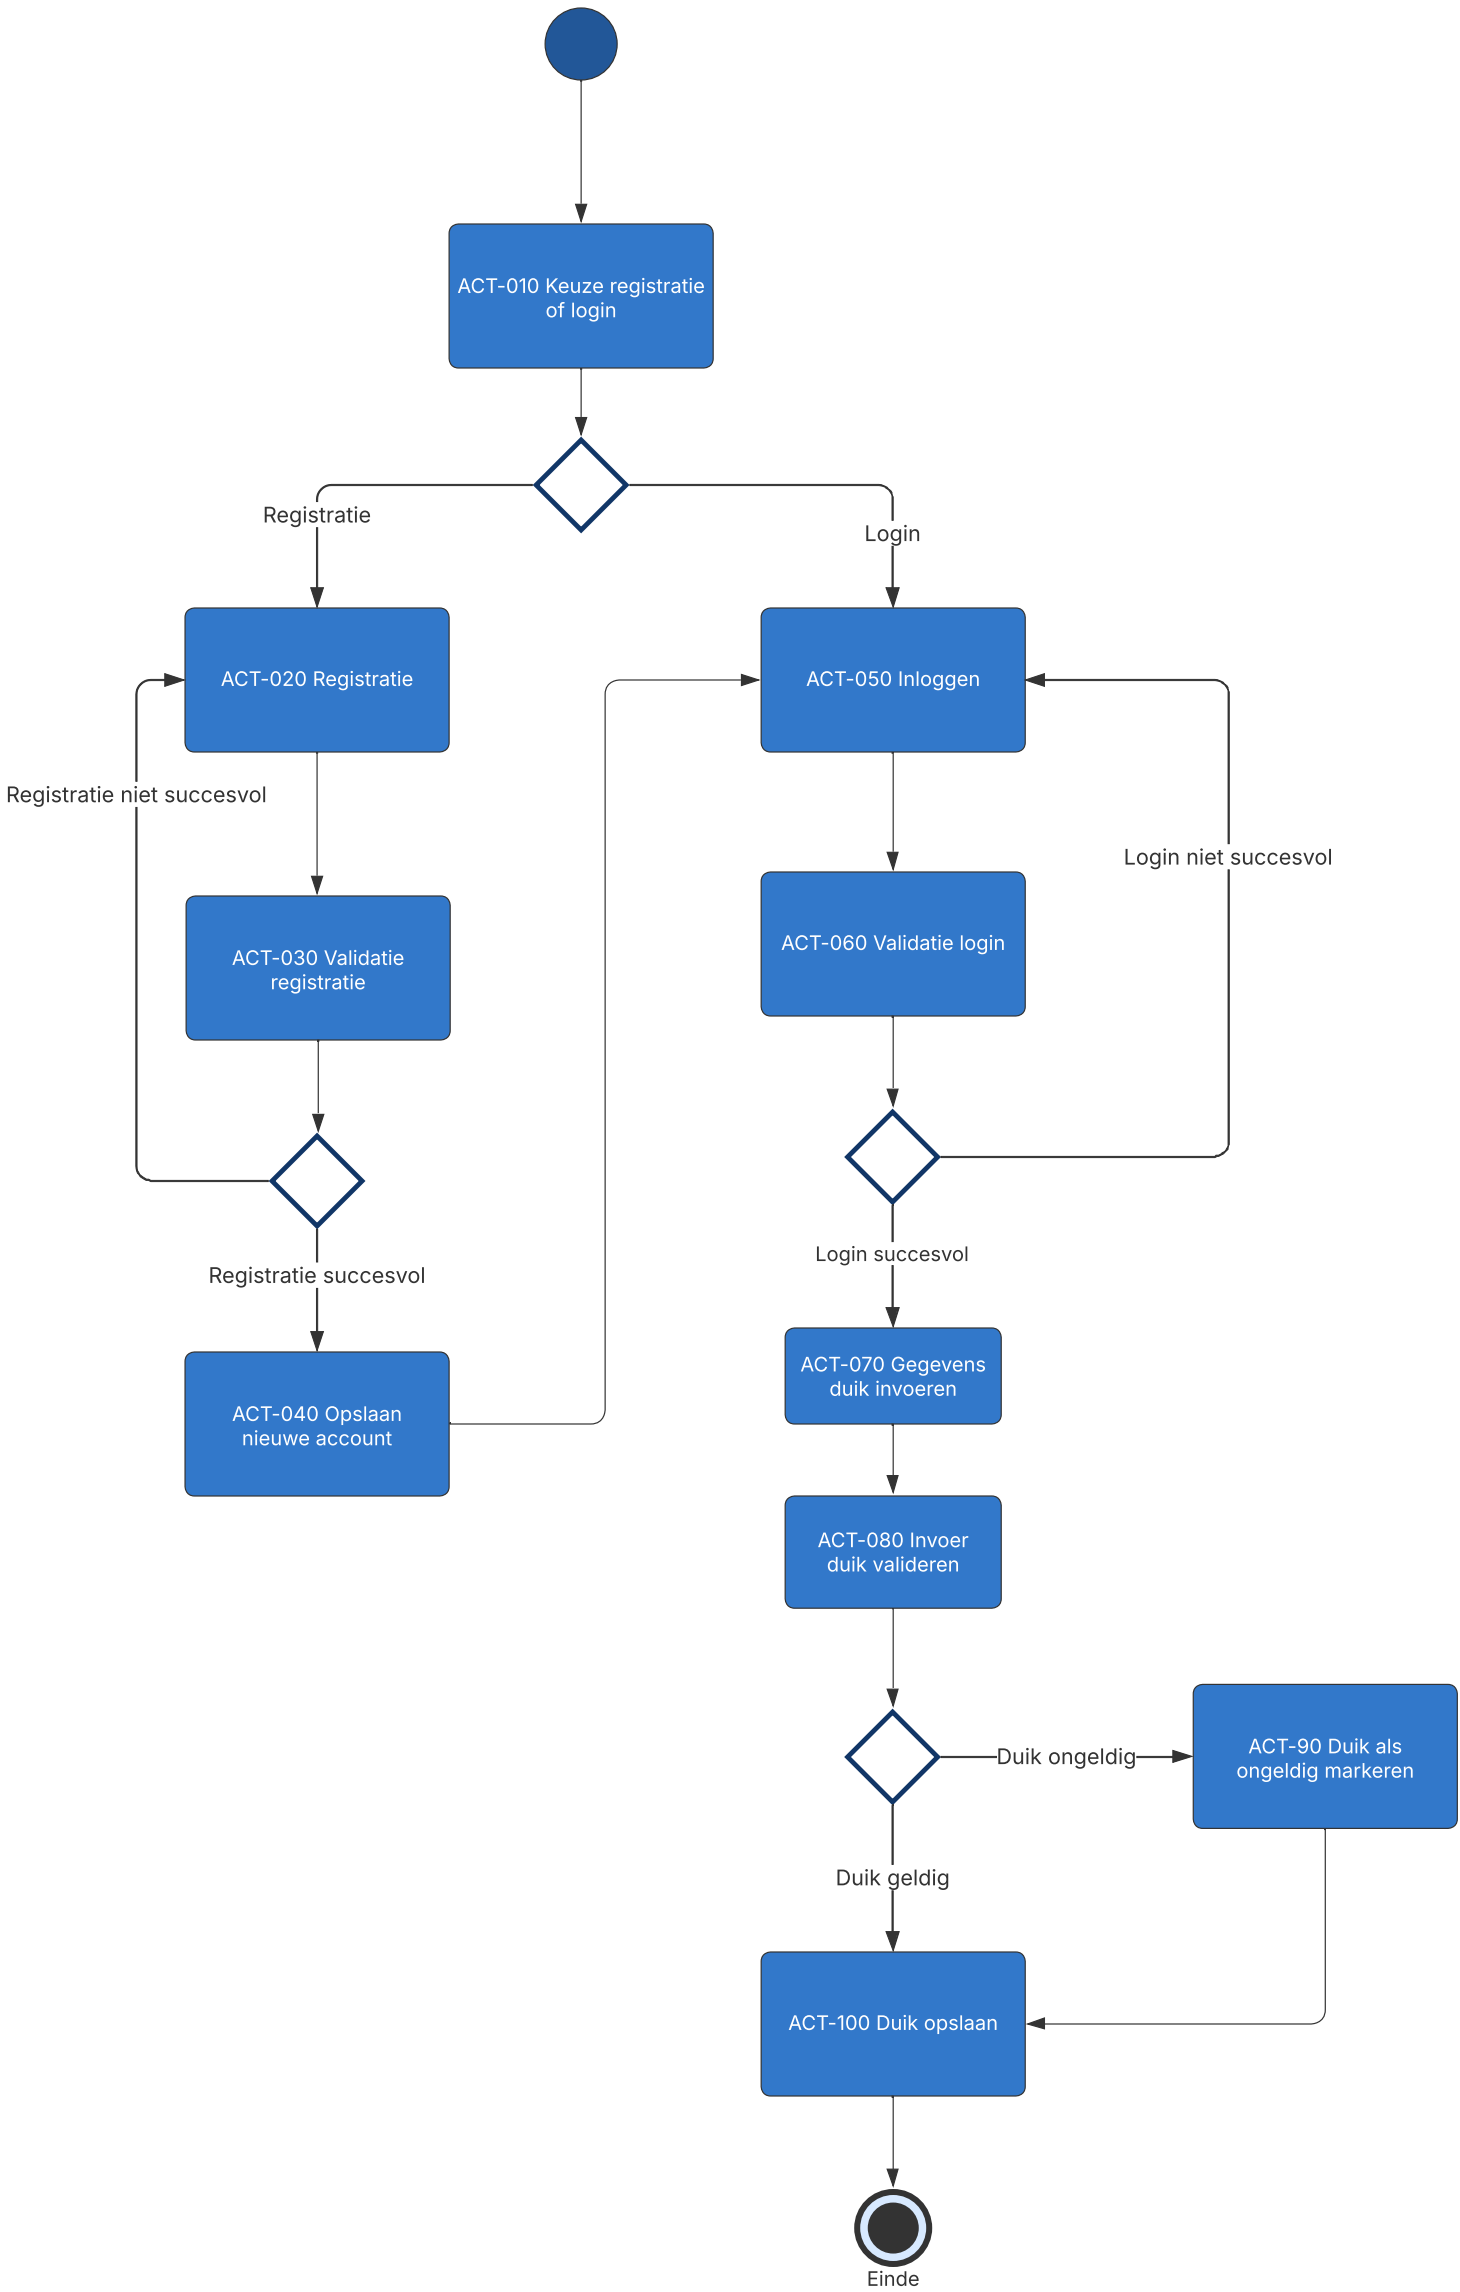 ACT-010 Keuze registratie
of login
Registratie
Login
ACT-020 Registratie
ACT-050 Inloggen
Registratie niet succesvol
Login niet succesvol
ACT-030 Validatie
registratie
ACT-060 Validatie login
Registratie succesvol
Login succesvol
ACT-040 Opslaan
nieuwe account
ACT-070 Gegevens
duik invoeren
ACT-080 Invoer
duik valideren
Duik ongeldig
ACT-90 Duik als
ongeldig markeren
Duik geldig
ACT-100 Duik opslaan
Einde